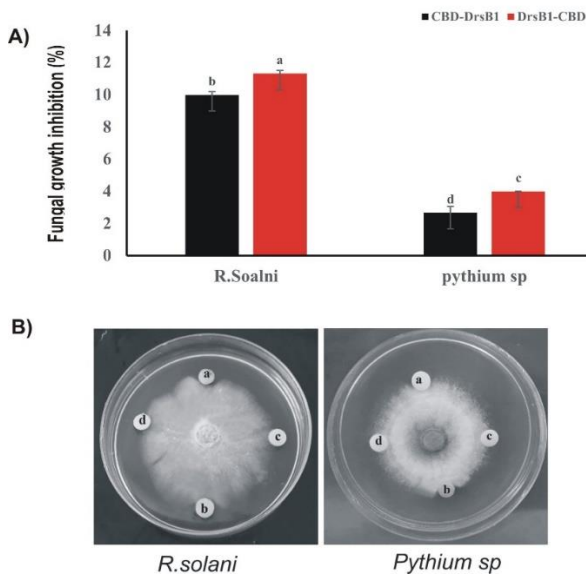 CBD-DrsB1 DrsB1-CBD
A)
Fungal growth inhibition (%)
14
12
10
8
6
4
2
0
b
a
d
c
R.Soalni
pythium sp
B)
a
d
c
b
a
d
c
b
R.solani
Pythium sp